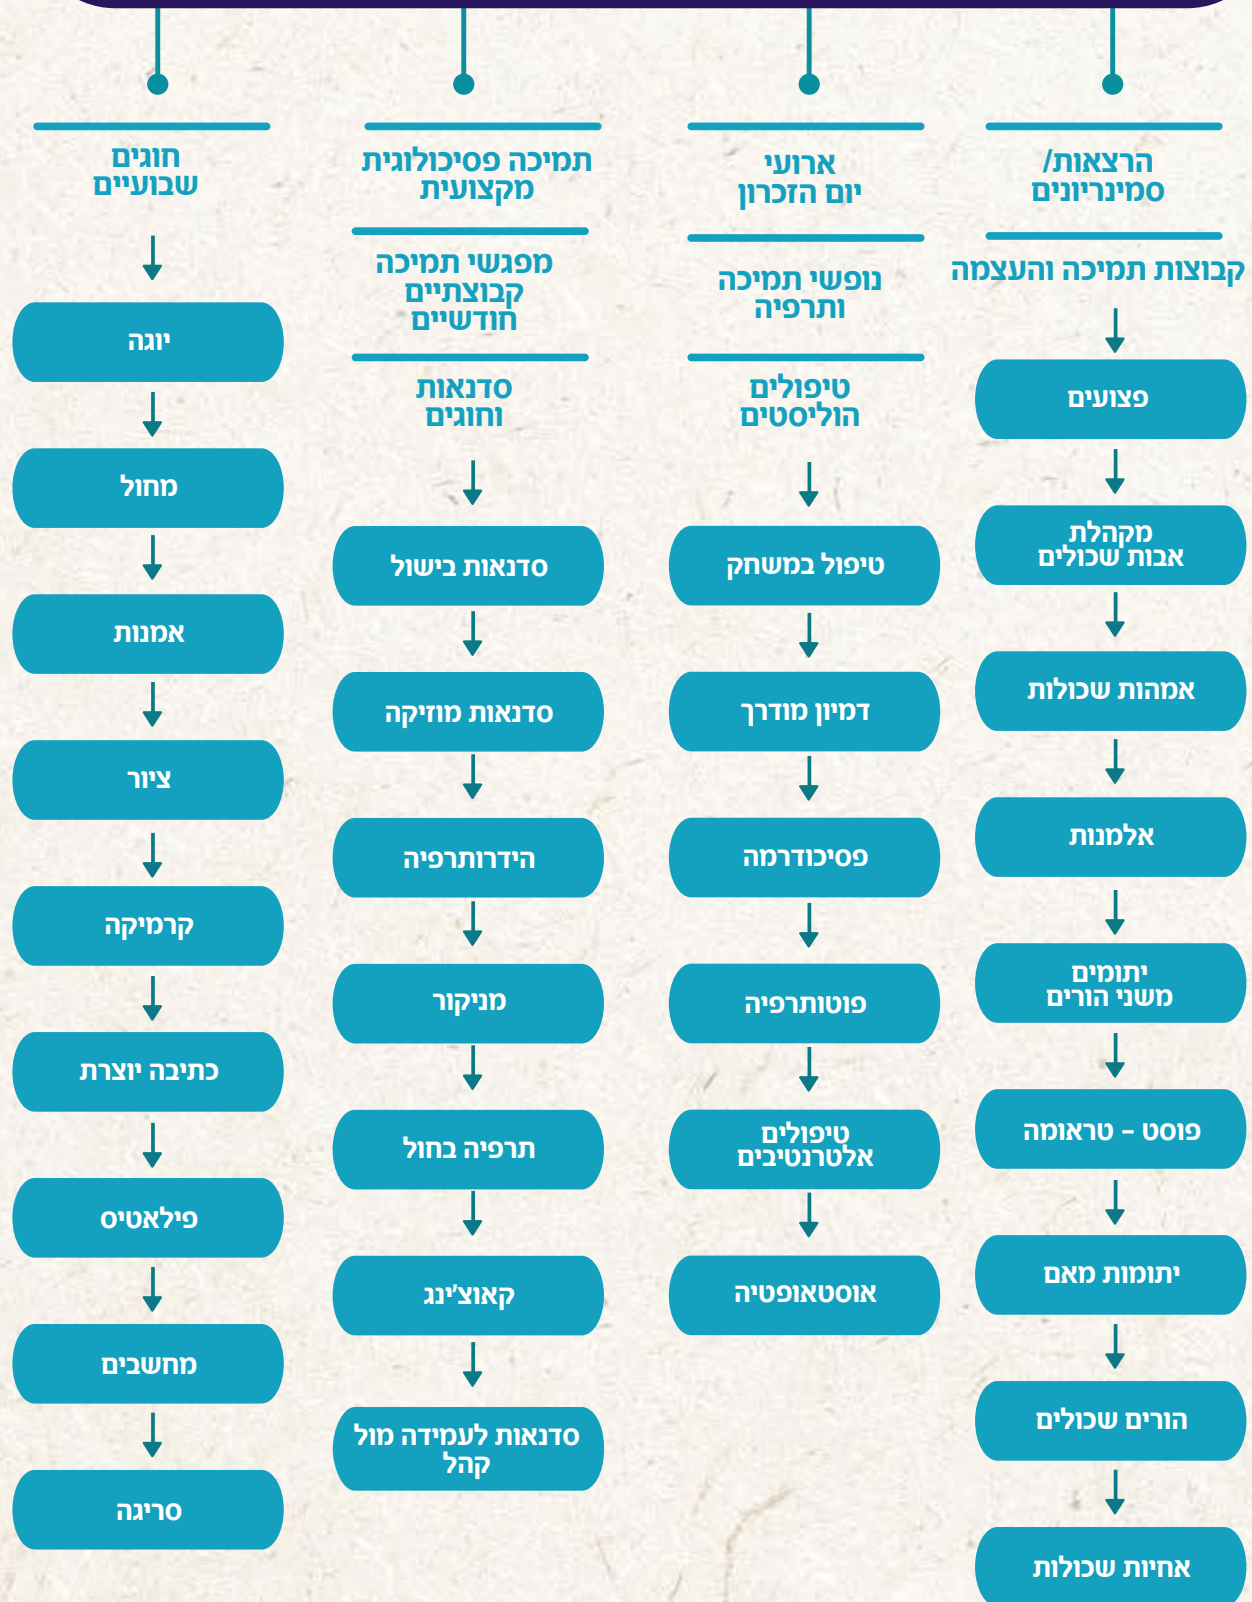 הרצאות/
סמינריונים
קבוצות תמיכה והעצמה
פצועים
מקהלת
אבות שכולים
אמהות שכולות
אלמנות
יתומים
משני הורים
פוסט – טראומה
יתומות מאם
הורים שכולים
אחיות שכולות
ארועי
יום הזכרון
נופשי תמיכה
ותרפיה
טיפולים
הוליסטים
טיפול במשחק
דמיון מודרך
פסיכודרמה
פוטותרפיה
טיפולים
אלטרנטיבים
אוסטאופטיה
תמיכה פסיכולוגית
מקצועית
מפגשי תמיכה
קבוצתיים
חודשיים
סדנאות
וחוגים
סדנאות בישול
סדנאות מוזיקה
הידרותרפיה
מניקור
תרפיה בחול
קאוצ'ינג
סדנאות לעמידה מול
קהל
חוגים
שבועיים
יוגה
מחול
אמנות
ציור
קרמיקה
כתיבה יוצרת
פילאטיס
מחשבים
סריגה